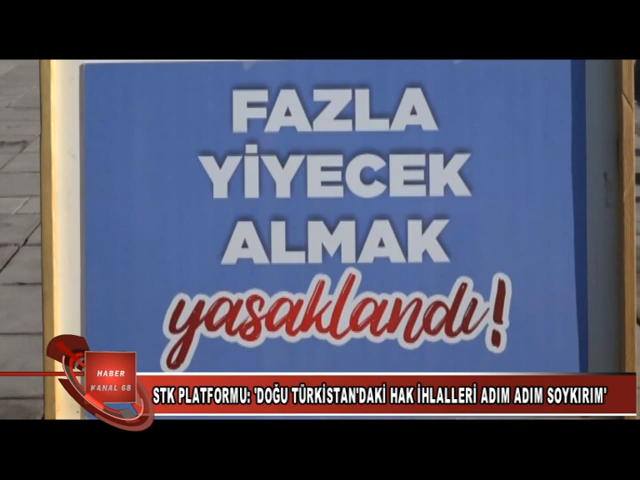 FAZLA
YİYECEK
ALMAK
yasaklandı!
HABER
KANAL 68
STK PLATFORMU: 'DOĞU TÜRKİSTAN'DAKİ HAK İHLALLERİ ADIM ADIM SOYKIRIM'